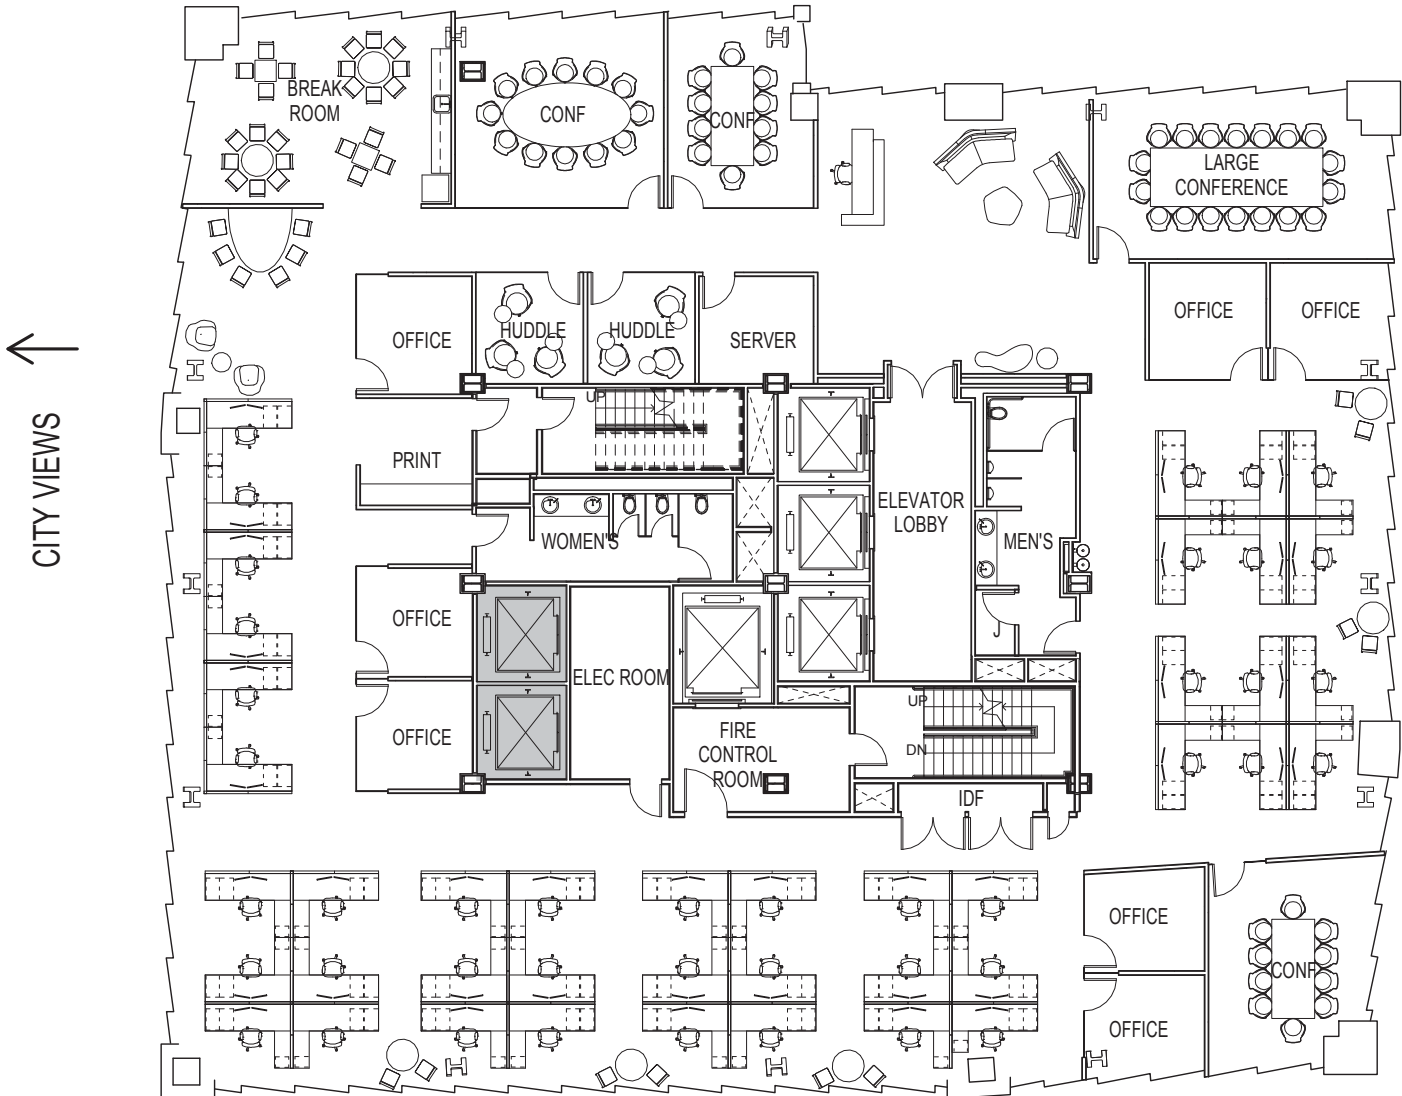 BREAK
ROOM
CONF
CONF
LARGE
CONFERENCE
OFFICE
HUDDLE
HUDDLE
SERVER
OFFICE
OFFICE
CITY VIEWS
UP
PRINT
ELEVATOR
LOBBY
WOMEN'S
MEN'S
OFFICE
ELEC ROOM
OFFICE
FIRE
CONTROL
ROOM
UP
DN
IDF
OFFICE
CONF
OFFICE